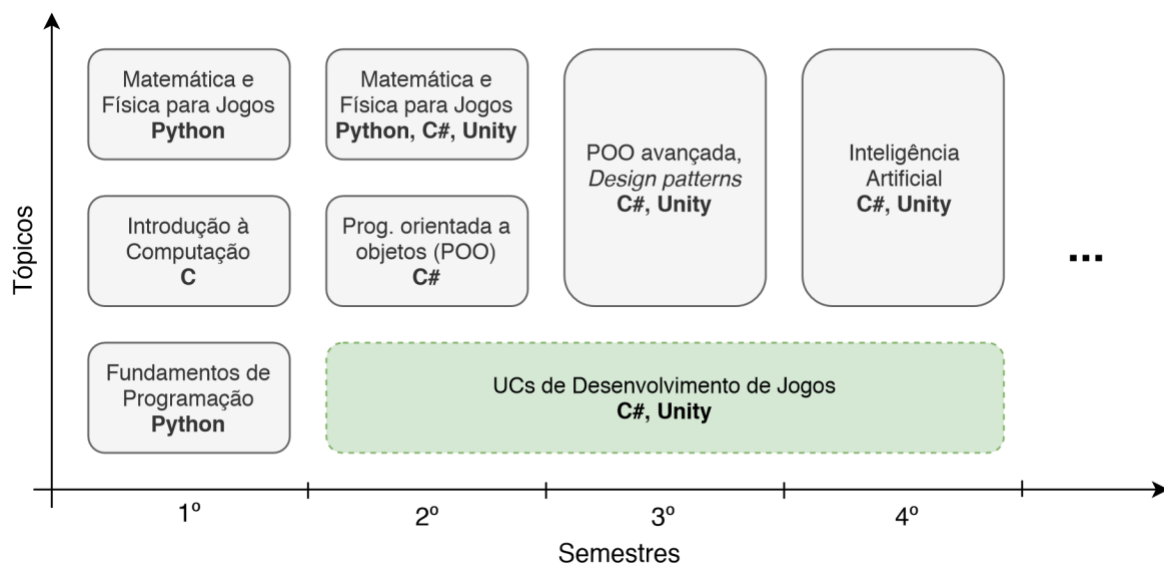 Tópicos
Matemática e
Física para Jogos
Python
Matemática e
Física para Jogos
Python, C#, Unity
POO avançada,
Design patterns
C#, Unity
Inteligência
Artificial
C#, Unity
Introdução à
Computação
C
Prog. orientada a
objetos (POO)
C#
...
Fundamentos de
Programação
Python
UCs de Desenvolvimento de Jogos
C#, Unity
1º
2º
3º
4º
Semestres